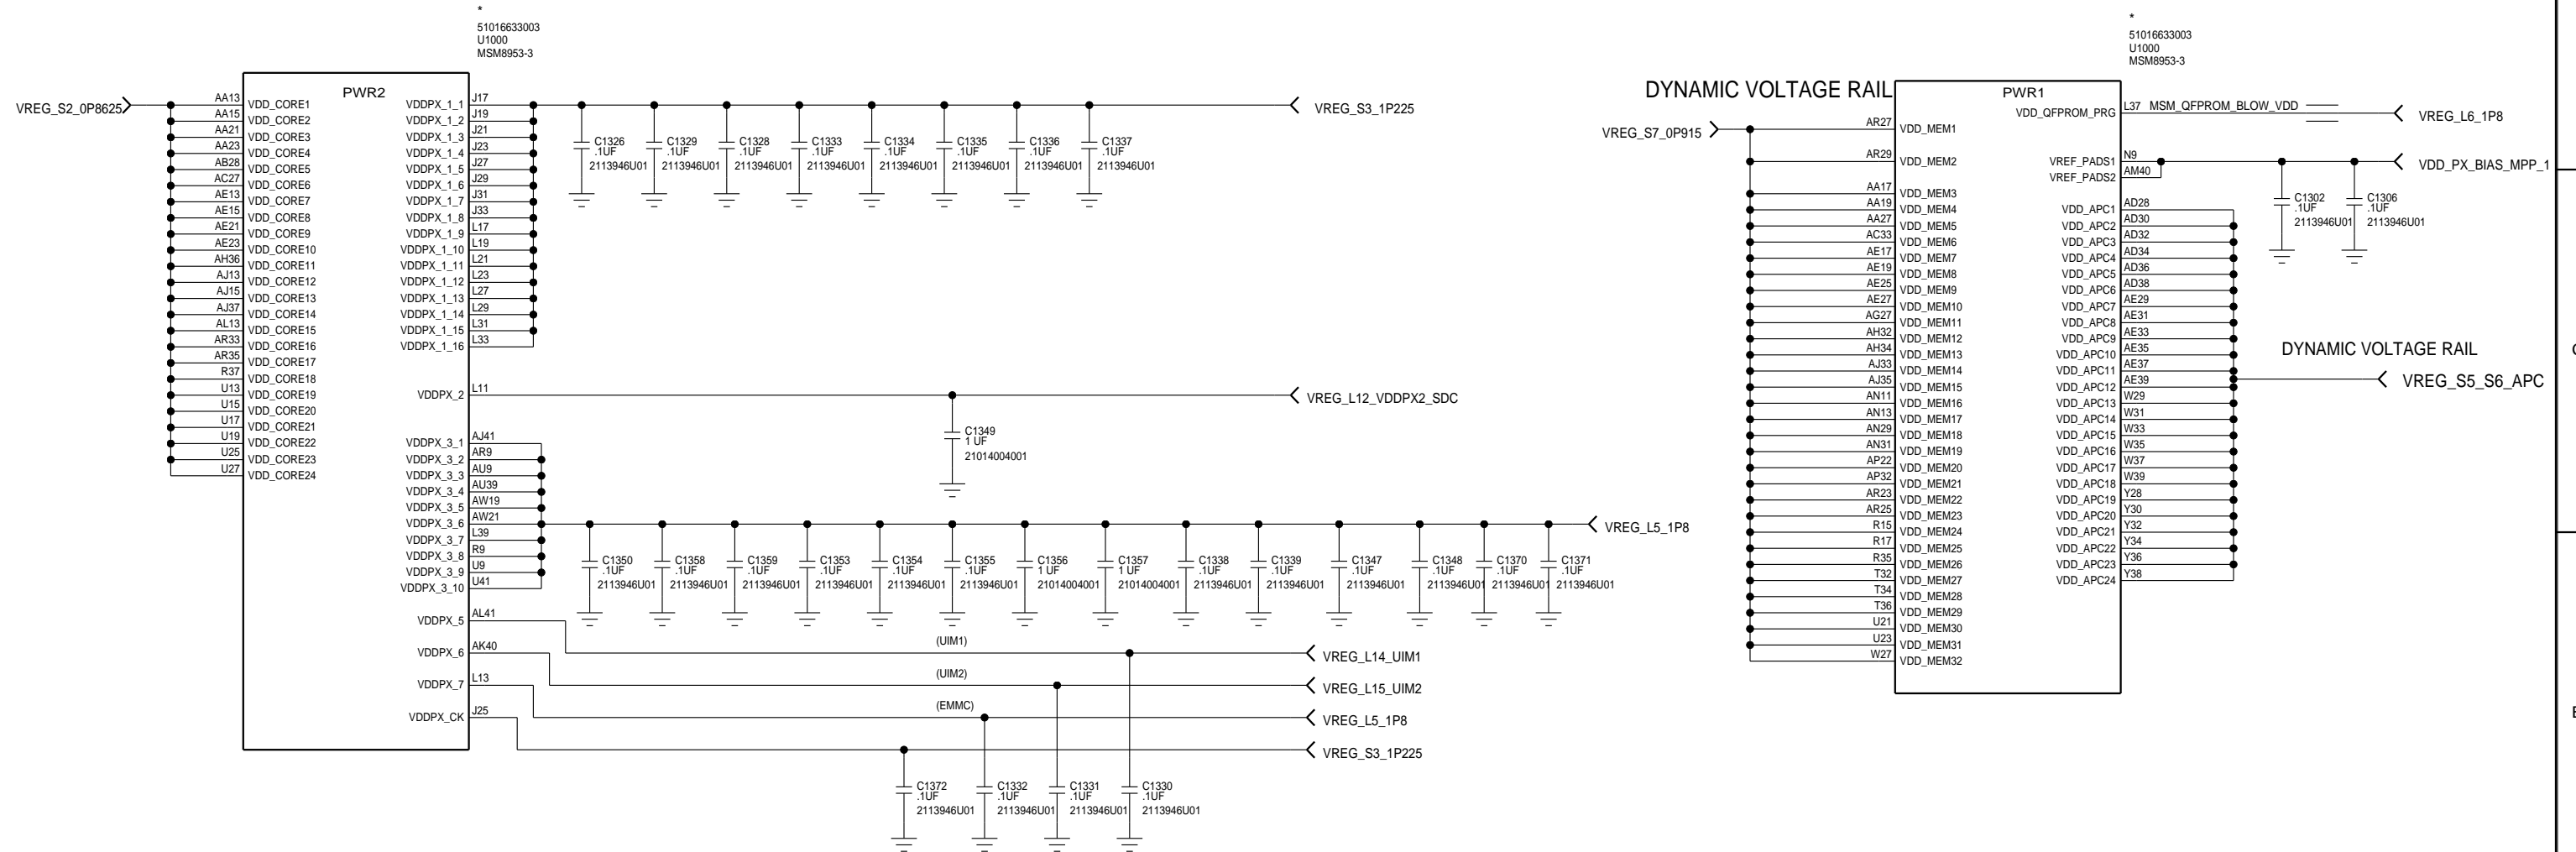 *
51016633003
U1000
MSM8953-3
PWR2
VREG_S2_0P8625
AA13 VDD_CORE1
AA15 VDD_CORE2
AA21 VDD_CORE3
AA23 VDD_CORE4
AB28 VDD_CORE5
AC27 VDD_CORE6
AE13 VDD_CORE7
AE15 VDD_CORE8
AE21 VDD_CORE9
AE23 VDD_CORE10
AH36 VDD_CORE11
AJ13 VDD_CORE12
AJ15 VDD_CORE13
AJ37 VDD_CORE14
AL13 VDD_CORE15
AR33 VDD_CORE16
AR35 VDD_CORE17
R37 VDD_CORE18
U13 VDD_CORE19
U15 VDD_CORE20
U17 VDD_CORE21
U19 VDD_CORE22
U25 VDD_CORE23
U27 VDD_CORE24
VDDPX_1_1 J17
VDDPX_1_2 J19
VDDPX_1_3 J21
VDDPX_1_4 J23
VDDPX_1_5 J27
VDDPX_1_6 J29
VDDPX_1_7 J31
VDDPX_1_8 J33
VDDPX_1_9 L17
VDDPX_1_10 L19
VDDPX_1_11 L21
VDDPX_1_12 L23
VDDPX_1_13 L27
VDDPX_1_14 L29
VDDPX_1_15 L31
VDDPX_1_16 L33
VDDPX_2 L11
VDDPX_3_1 AJ41
VDDPX_3_2 AR9
VDDPX_3_3 AU9
VDDPX_3_4 AU39
VDDPX_3_5 AW19
VDDPX_3_6 AW21
VDDPX_3_7 L39
VDDPX_3_8 R9
VDDPX_3_9 U9
VDDPX_3_10 U41
VDDPX_5 AL41
VDDPX_6 AK40
VDDPX_7 L13
VDDPX_CK J25
VREG_S3_1P225
C1326 C1329 C1328 C1333 C1334 C1335 C1336 C1337
.1UF .1UF .1UF .1UF .1UF .1UF .1UF .1UF
2113946U01 2113946U01 2113946U01 2113946U01 2113946U01 2113946U01 2113946U01 2113946U01
VREG_L12_VDDPX2_SDC
C1349
1 UF
21014004001
VREG_L5_1P8
C1350 C1358 C1359 C1353 C1354 C1355 C1356 C1357 C1338 C1339 C1347 C1348 C1370 C1371
.1UF .1UF .1UF .1UF .1UF .1UF 1 UF 1 UF .1UF .1UF .1UF .1UF .1UF .1UF
2113946U01 2113946U01 2113946U01 2113946U01 2113946U01 2113946U01 21014004001 21014004001 2113946U01 2113946U01 2113946U01 2113946U01 2113946U01 2113946U01
(UIM1)
VREG_L14_UIM1
(UIM2)
VREG_L15_UIM2
(EMMC)
VREG_L5_1P8
VREG_S3_1P225
C1372 C1332 C1331 C1330
.1UF .1UF .1UF .1UF
2113946U01 2113946U01 2113946U01 2113946U01
*
51016633003
U1000
MSM8953-3
DYNAMIC VOLTAGE RAIL
PWR1
VREG_S7_0P915
AR27 VDD_MEM1
AR29 VDD_MEM2
AA17 VDD_MEM3
AA19 VDD_MEM4
AA27 VDD_MEM5
AC33 VDD_MEM6
AE17 VDD_MEM7
AE19 VDD_MEM8
AE25 VDD_MEM9
AE27 VDD_MEM10
AG27 VDD_MEM11
AH32 VDD_MEM12
AH34 VDD_MEM13
AJ33 VDD_MEM14
AJ35 VDD_MEM15
AN11 VDD_MEM16
AN13 VDD_MEM17
AN29 VDD_MEM18
AN31 VDD_MEM19
AP22 VDD_MEM20
AP32 VDD_MEM21
AR23 VDD_MEM22
AR25 VDD_MEM23
R15 VDD_MEM24
R17 VDD_MEM25
R35 VDD_MEM26
T32 VDD_MEM27
T34 VDD_MEM28
T36 VDD_MEM29
U21 VDD_MEM30
U23 VDD_MEM31
W27 VDD_MEM32
VDD_QFPROM_PRG L37 MSM_QFPROM_BLOW_VDD
VREG_L6_1P8
VREF_PADS1 N9
VREF_PADS2 AM40
VDD_PX_BIAS_MPP_1
C1302 C1306
.1UF .1UF
2113946U01 2113946U01
VDD_APC1 AD28
VDD_APC2 AD30
VDD_APC3 AD32
VDD_APC4 AD34
VDD_APC5 AD36
VDD_APC6 AD38
VDD_APC7 AE29
VDD_APC8 AE31
VDD_APC9 AE33
VDD_APC10 AE35
VDD_APC11 AE37
VDD_APC12 AE39
VDD_APC13 W29
VDD_APC14 W31
VDD_APC15 W33
VDD_APC16 W35
VDD_APC17 W37
VDD_APC18 W39
VDD_APC19 Y28
VDD_APC20 Y30
VDD_APC21 Y32
VDD_APC22 Y34
VDD_APC23 Y36
VDD_APC24 Y38
DYNAMIC VOLTAGE RAIL
VREG_S5_S6_APC